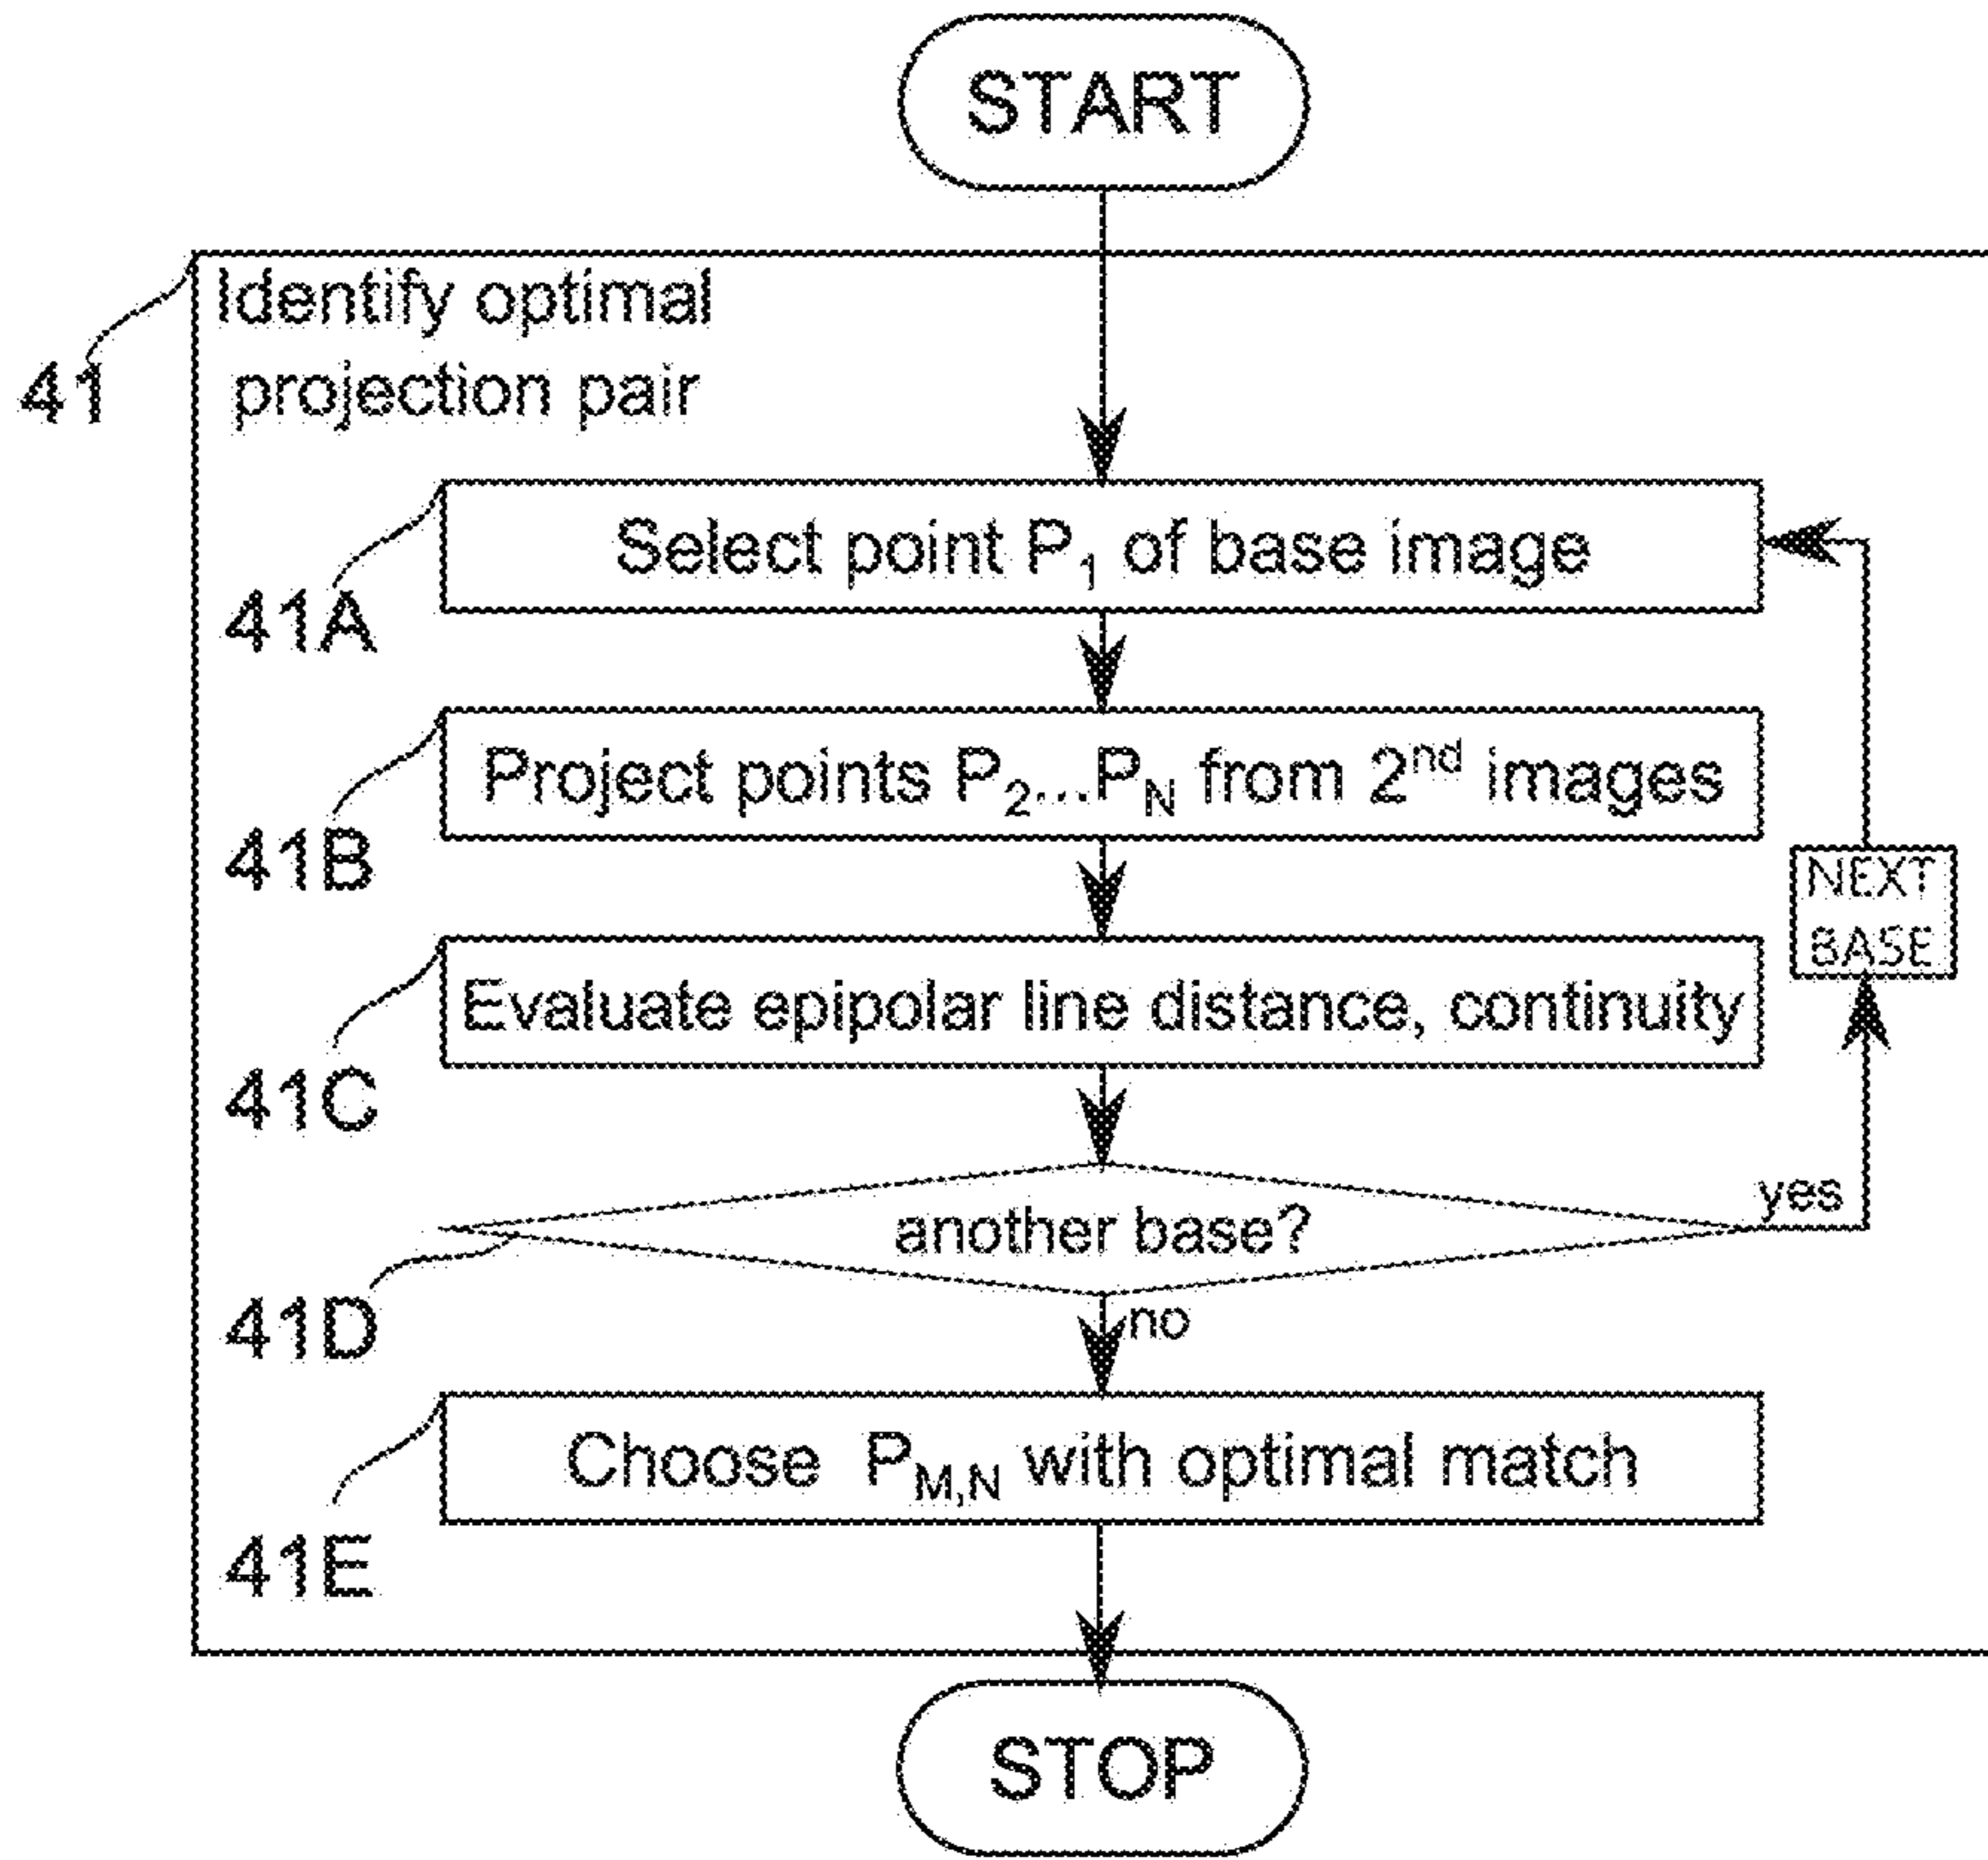 START
Identify optimal
projection pair
41
Select point P₁ of base image
41A
Project points P₂...P_N from 2ⁿᵈ images
41B
NEXT
BASE
Evaluate epipolar line distance, continuity
41C
another base?
yes
41D
no
Choose P_M,N with optimal match
41E
STOP